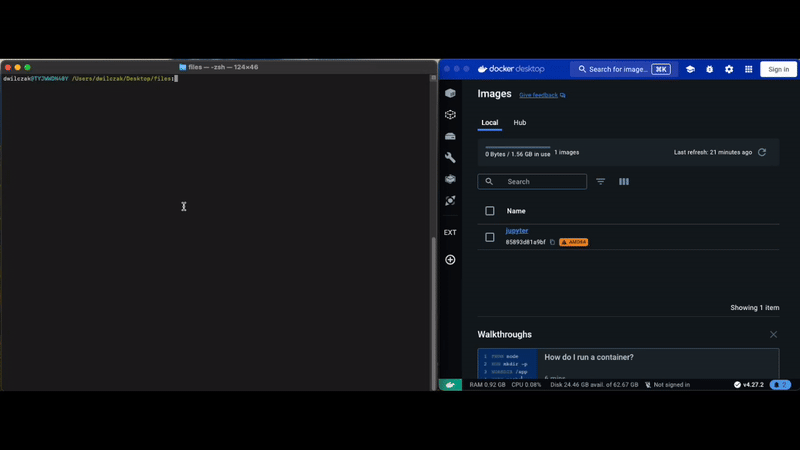 files — -zsh — 124×46
dwilczak@TYJWWDN40Y /Users/dwilczak/Desktop/files:
docker desktop
Search for image...
⌘K
Sign in
Images
Give feedback
Local
Hub
0 Bytes / 1.56 GB in use
1 images
Last refresh: 21 minutes ago
Search
Name
jupyter
85893d81a9bf
AMD64
EXT
Showing 1 item
Walkthroughs
1 FROM node
2 RUN mkdir -p
3 WORKDIR /app
How do I run a container?
6 mins
RAM 0.92 GB CPU 0.08% Disk 24.46 GB avail. of 62.67 GB Not signed in
v4.27.2
2